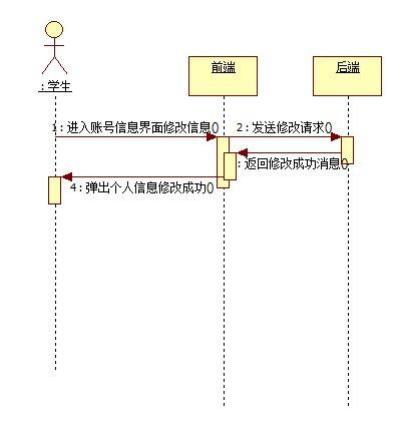 前端
后端
:学生
1:进入账号信息界面修改信息()
2:发送修改请求()
:返回修改成功消息()
4:弹出个人信息修改成功()